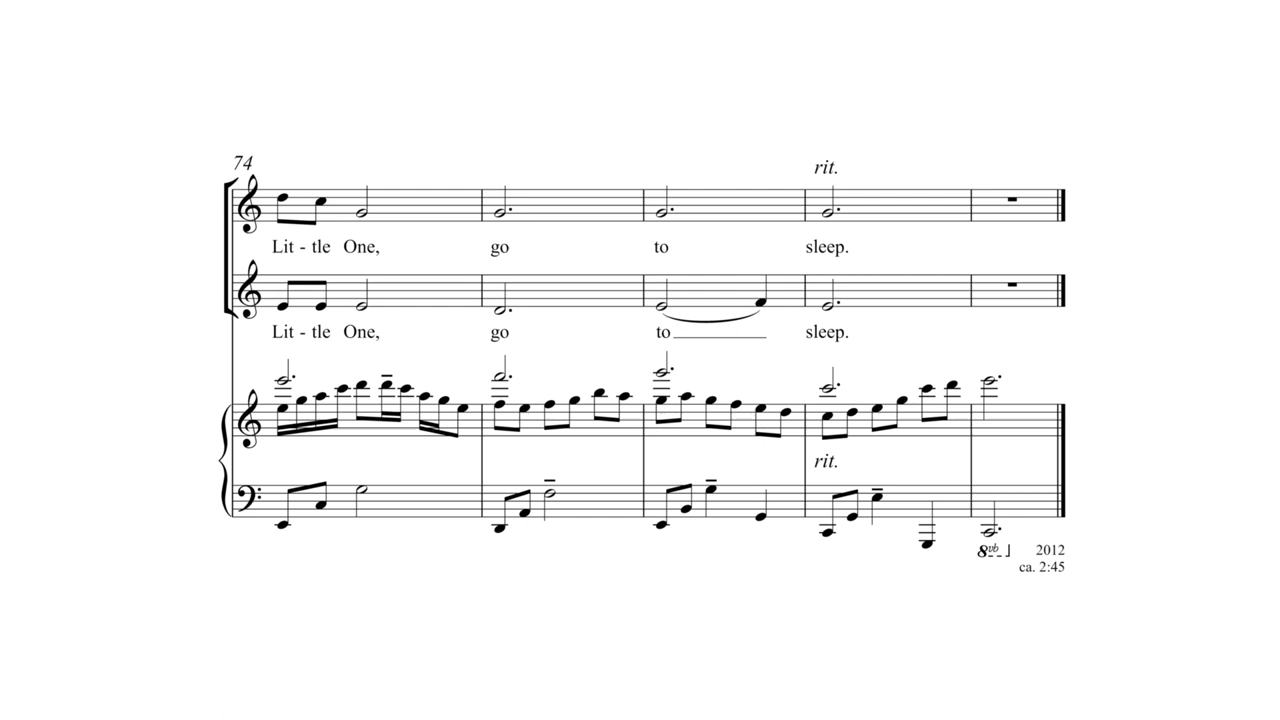 74
rit.
Lit - tle One, go to sleep.
Lit - tle One, go to sleep.
rit.
8vb
2012
ca. 2:45